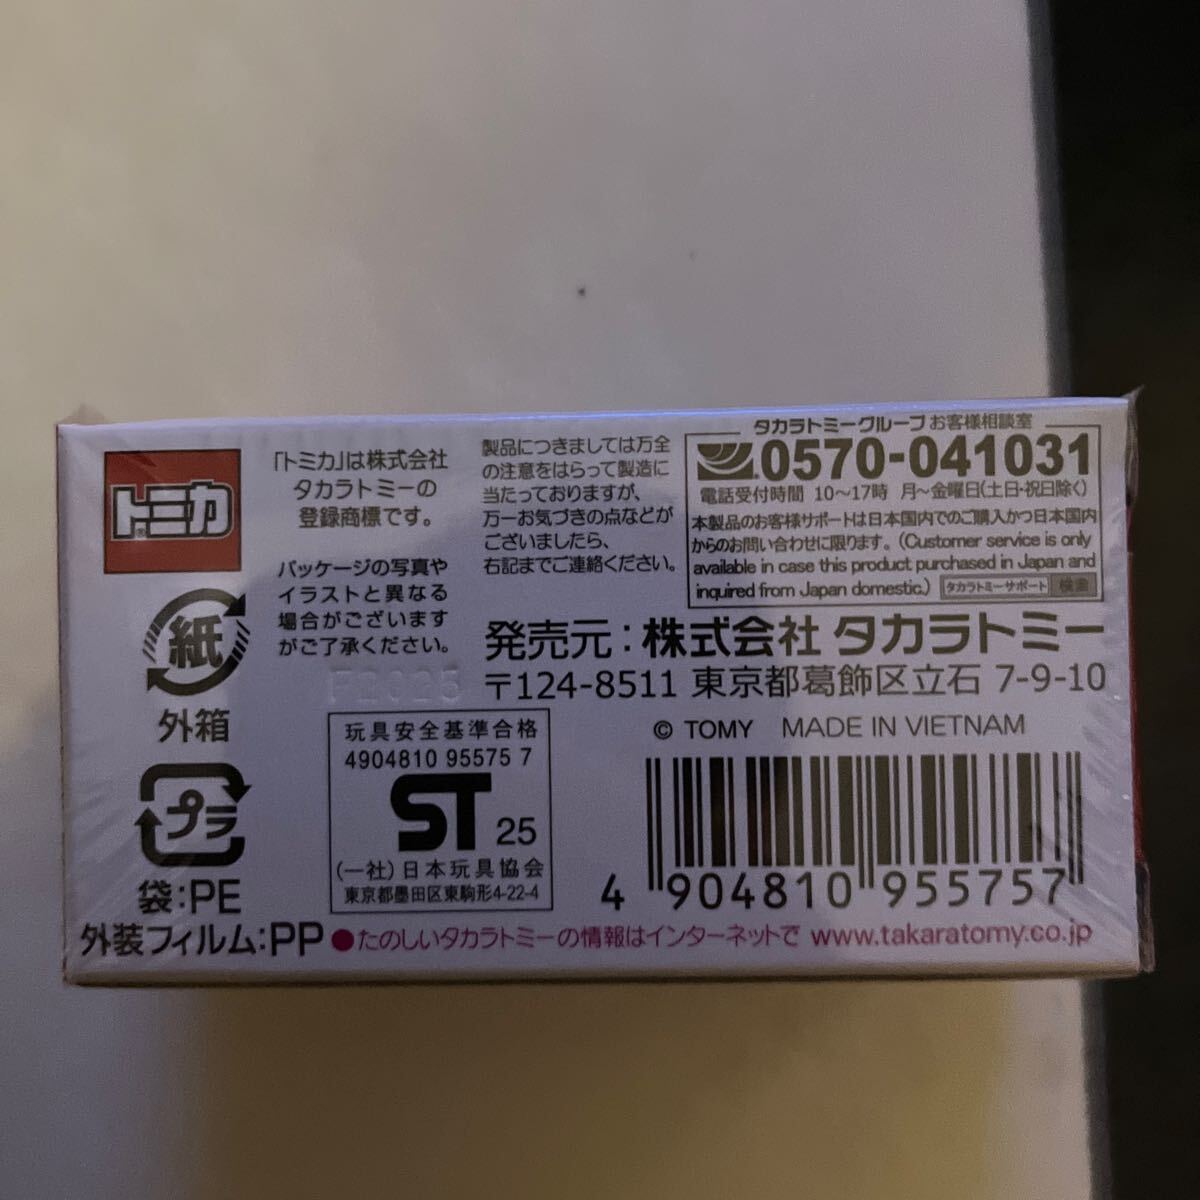 トミカ
®
「トミカ」は株式会社
タカラトミーの
登録商標です。
パッケージの写真や
イラストと異なる
場合がございます
がご了承ください。
製品につきましては万全
の注意をはらって製造に
当たっておりますが、
万一お気づきの点などが
ございましたら、
右記までご連絡ください。
タカラトミーグループ お客様相談室
0570-041031
電話受付時間 10〜17時 月〜金曜日(土日・祝日除く)
本製品のお客様サポートは日本国内でのご購入かつ日本国内
からのお問い合わせに限ります。(Customer service is only
available in case this product purchased in Japan and
inquired from Japan domestic.) タカラトミーサポート 検索
発売元:株式会社 タカラトミー
〒124-8511 東京都葛飾区立石 7-9-10
© TOMY MADE IN VIETNAM
紙
外箱
プラ
袋:PE
外装フィルム:PP
玩具安全基準合格
4904810 95575 7
ST 25
(一社)日本玩具協会
東京都墨田区東駒形4-22-4
4 904810 955757
●たのしいタカラトミーの情報はインターネットで www.takaratomy.co.jp